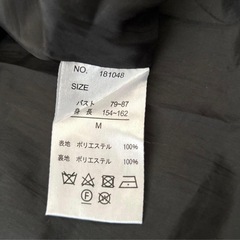 NO. 181048
SIZE
バスト 79-87
身長 154-162
M
表地 ポリエステル 100%
裏地 ポリエステル 100%